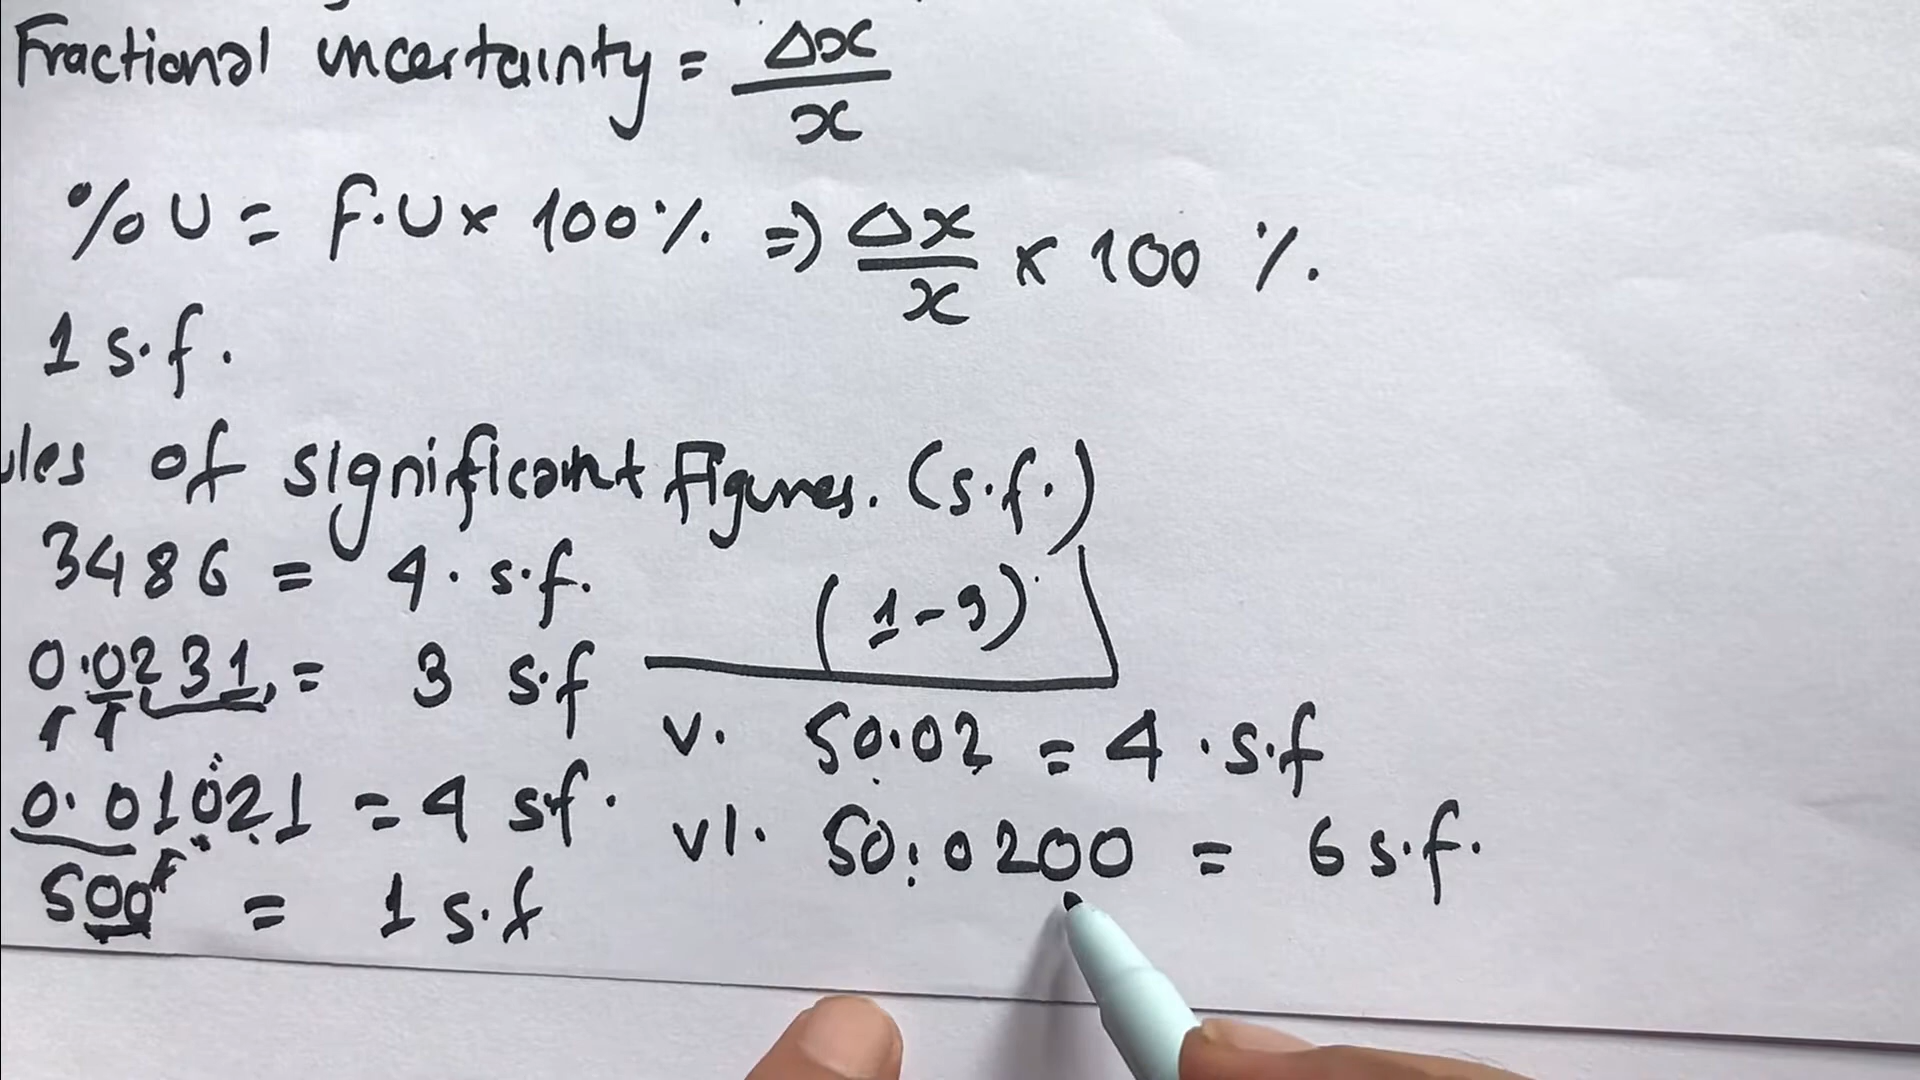 Fractional uncertainty = Δx
x
% U = F.U x 100% => Δx x 100 %.
x
1 s.f.
ules of significant figures. (s.f.)
3486 = 4. s.f.
(1-9)
0.0231 = 3 s.f
0.01021 = 4 s.f.
500 = 1 s.f
v. 50.02 = 4 . s.f
vi. 50.0200 = 6 s.f.